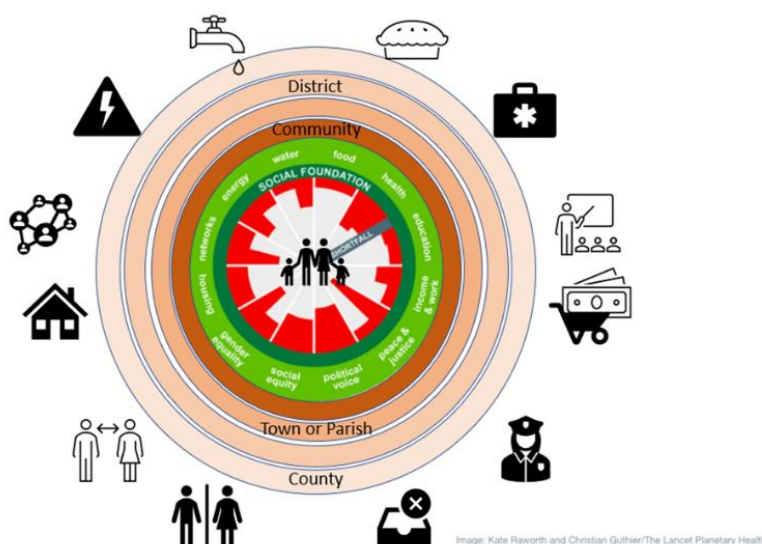 District
Community
water
food
energy
SOCIAL FOUNDATION
health
networks
SHORTFALL
education
housing
income
& work
gender
equality
peace &
justice
social
equity
political
voice
Town or Parish
County
Image: Kate Raworth and Christian Guthier/The Lancet Planetary Health